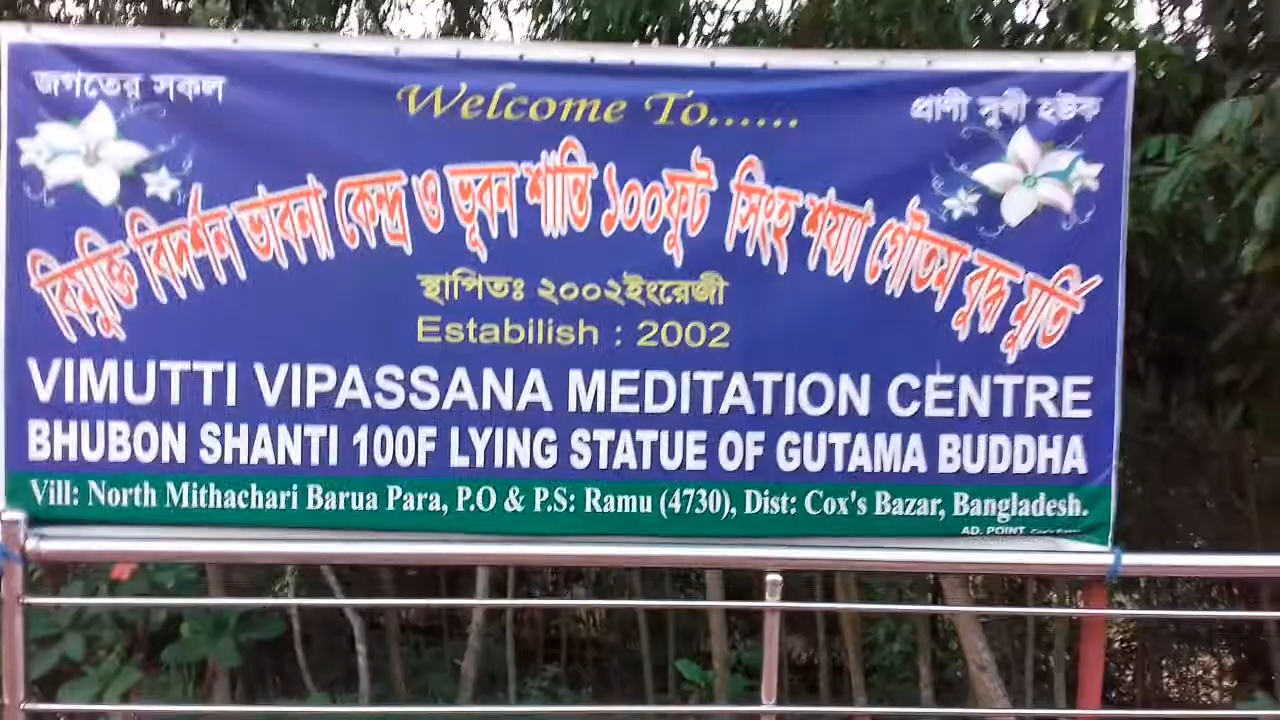 জগতের সকল
Welcome To......
প্রাণী সুখী হউক
বিমুক্তি বিদর্শন ভাবনা কেন্দ্র ও ভূবন শান্তি ১০০ফুট সিংহ শয্যা গৌতম বুদ্ধ মুর্তি
স্থাপিতঃ ২০০২ইংরেজী
Estabilish : 2002
VIMUTTI VIPASSANA MEDITATION CENTRE
BHUBON SHANTI 100F LYING STATUE OF GUTAMA BUDDHA
Vill: North Mithachari Barua Para, P.O & P.S: Ramu (4730), Dist: Cox's Bazar, Bangladesh.
AD. POINT